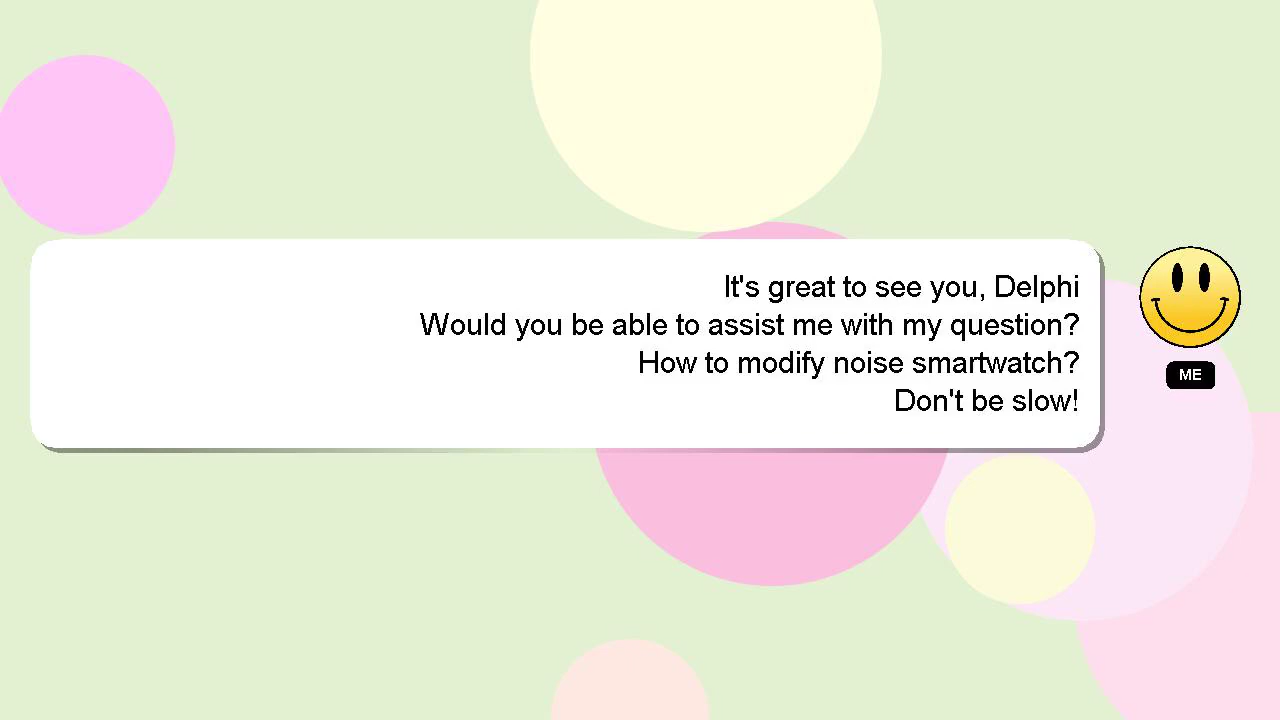 It's great to see you, Delphi
Would you be able to assist me with my question?
How to modify noise smartwatch?
Don't be slow!
ME